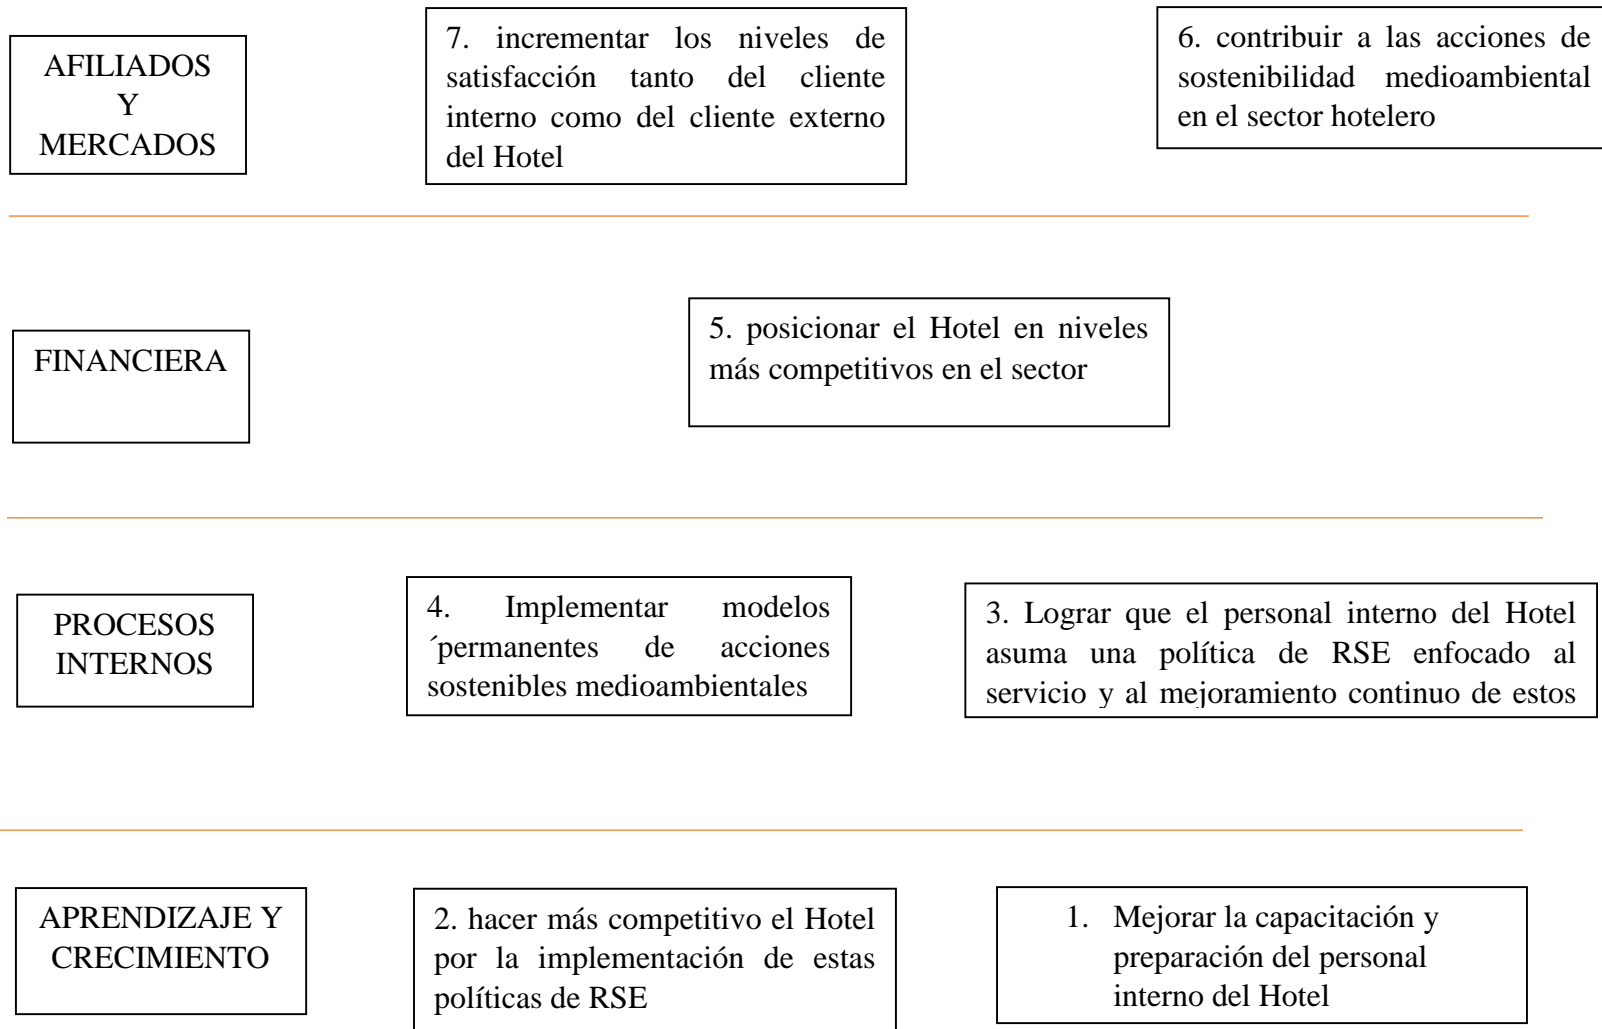 AFILIADOS
Y
MERCADOS
7. incrementar los niveles de
satisfacción tanto del cliente
interno como del cliente externo
del Hotel
6. contribuir a las acciones de
sostenibilidad medioambiental
en el sector hotelero
FINANCIERA
5. posicionar el Hotel en niveles
más competitivos en el sector
PROCESOS
INTERNOS
4. Implementar modelos
´permanentes de acciones
sostenibles medioambientales
3. Lograr que el personal interno del Hotel
asuma una política de RSE enfocado al
servicio y al mejoramiento continuo de estos
APRENDIZAJE Y
CRECIMIENTO
2. hacer más competitivo el Hotel
por la implementación de estas
políticas de RSE
1. Mejorar la capacitación y
preparación del personal
interno del Hotel